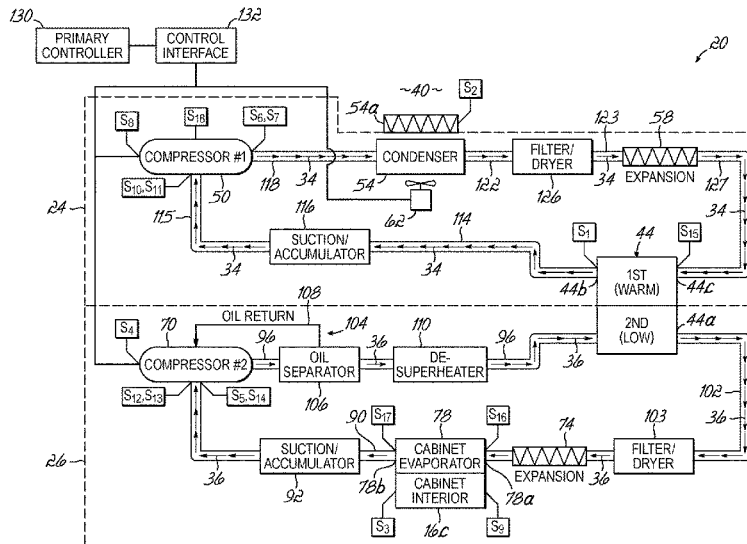 130
132
20
PRIMARY
CONTROLLER
CONTROL
INTERFACE
~40~
54a
S2
S8
S18
S6,S7
123
58
COMPRESSOR #1
CONDENSER
FILTER/
DRYER
EXPANSION
S10,S11
50
118
34
54
122
126
34
127
24
115
116
62
114
S1
44
S15
34
SUCTION/
ACCUMULATOR
34
34
1ST
(WARM)
44b
44c
108
OIL RETURN
104
110
2ND
(LOW)
44a
S4
70
96
36
96
COMPRESSOR #2
OIL
SEPARATOR
DE-
SUPERHEATER
36
102
S12,S13
S5,S14
106
S17
78
S16
74
103
36
90
26
SUCTION/
ACCUMULATOR
CABINET
EVAPORATOR
FILTER/
DRYER
36
92
78b
CABINET
INTERIOR
78a
EXPANSION
36
S3
16c
S9